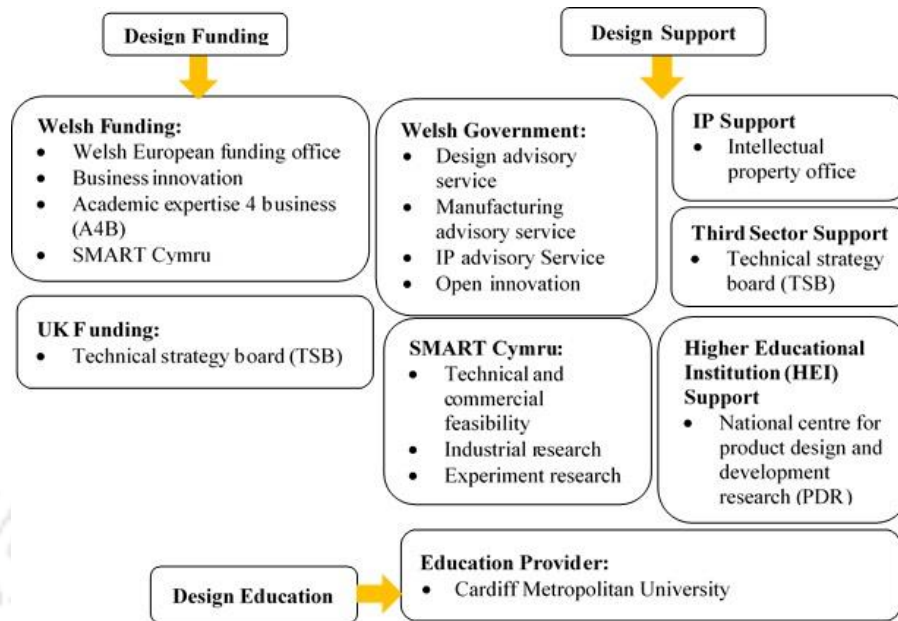 Design Funding
Welsh Funding:
• Welsh European funding office
• Business innovation
• Academic expertise 4 business
(A4B)
• SMART Cymru
UK Funding:
• Technical strategy board (TSB)
Design Support
Welsh Government:
• Design advisory
service
• Manufacturing
advisory service
• IP advisory Service
• Open innovation
SMART Cymru:
• Technical and
commercial
feasibility
• Industrial research
• Experiment research
IP Support
• Intellectual
property office
Third Sector Support
• Technical strategy
board (TSB)
Higher Educational
Institution (HEI)
Support
• National centre for
product design and
development
research (PDR)
Design Education
Education Provider:
• Cardiff Metropolitan University